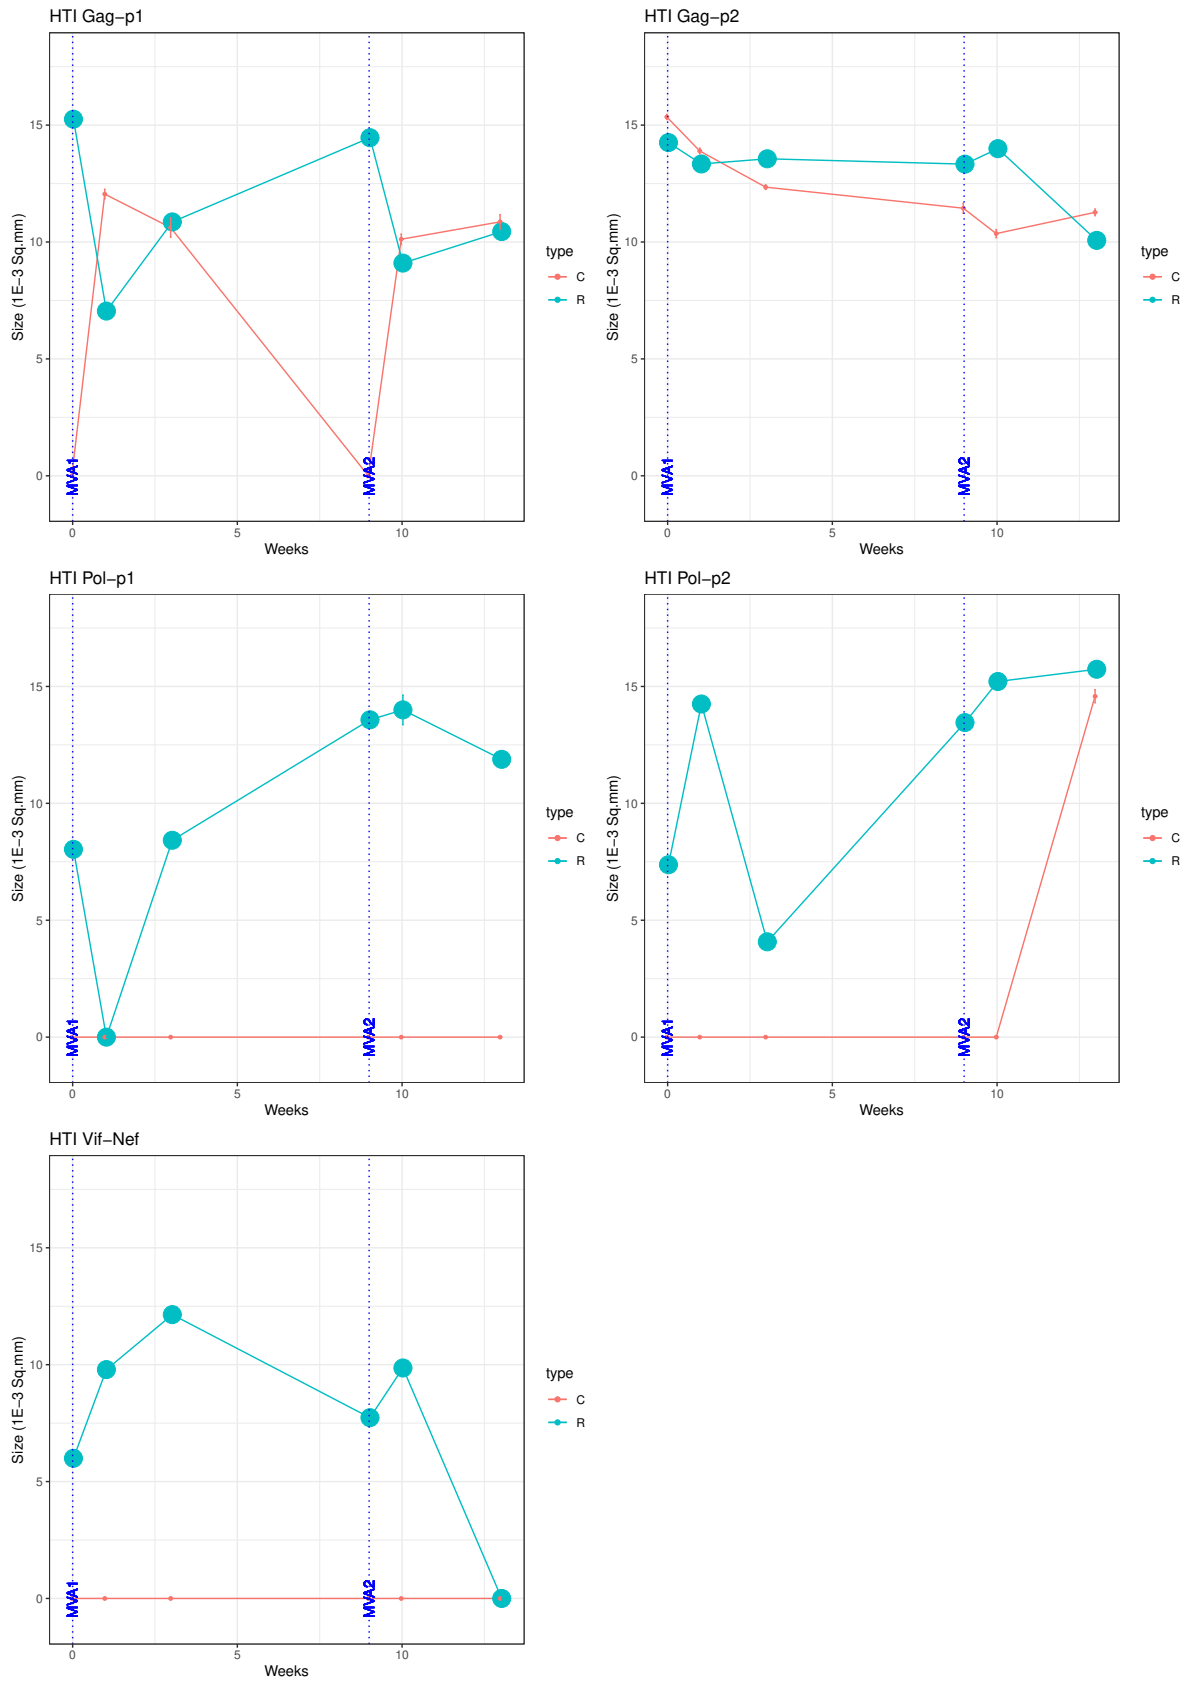 HTI Gag−p1
Size (1E−3 Sq.mm)
15
10
5
0
MVA1
MVA2
0
5
10
Weeks
type
C
R
HTI Gag−p2
Size (1E−3 Sq.mm)
15
10
5
0
MVA1
MVA2
0
5
10
Weeks
type
C
R
HTI Pol−p1
Size (1E−3 Sq.mm)
15
10
5
0
MVA1
MVA2
0
5
10
Weeks
type
C
R
HTI Pol−p2
Size (1E−3 Sq.mm)
15
10
5
0
MVA1
MVA2
0
5
10
Weeks
type
C
R
HTI Vif−Nef
Size (1E−3 Sq.mm)
15
10
5
0
MVA1
MVA2
0
5
10
Weeks
type
C
R